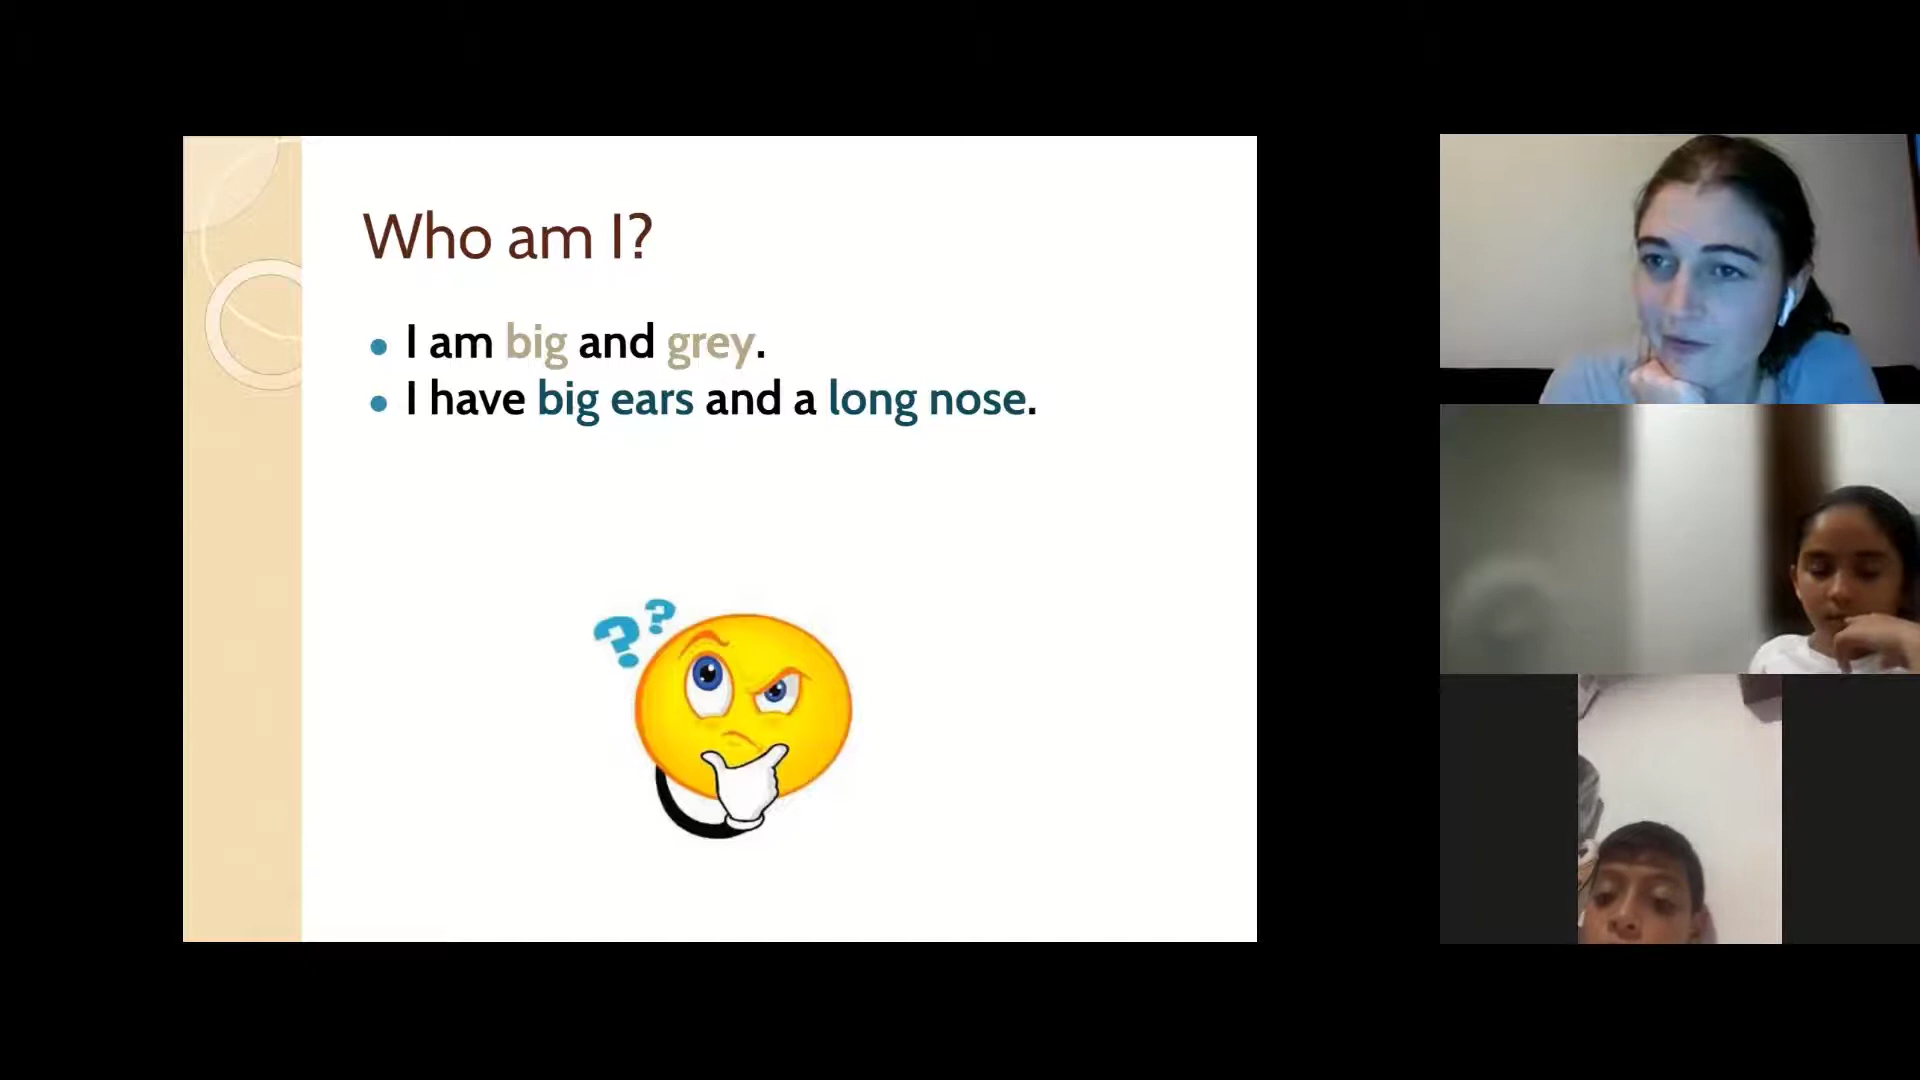 Who am I?
I am big and grey.
I have big ears and a long nose.
? ?